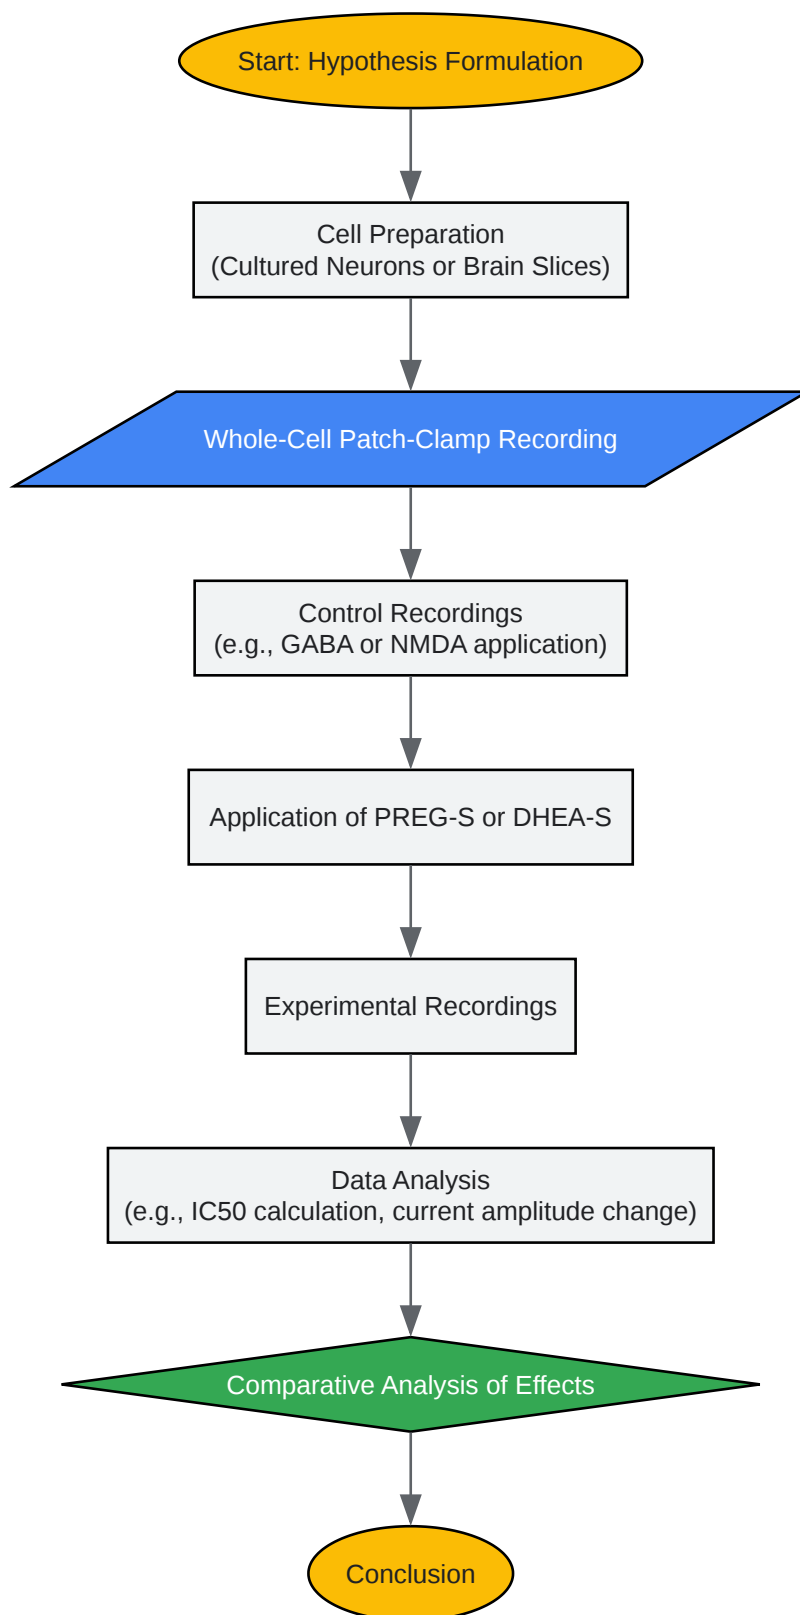 Start: Hypothesis Formulation
Cell Preparation
(Cultured Neurons or Brain Slices)
Whole-Cell Patch-Clamp Recording
Control Recordings
(e.g., GABA or NMDA application)
Application of PREG-S or DHEA-S
Experimental Recordings
Data Analysis
(e.g., IC50 calculation, current amplitude change)
Comparative Analysis of Effects
Conclusion